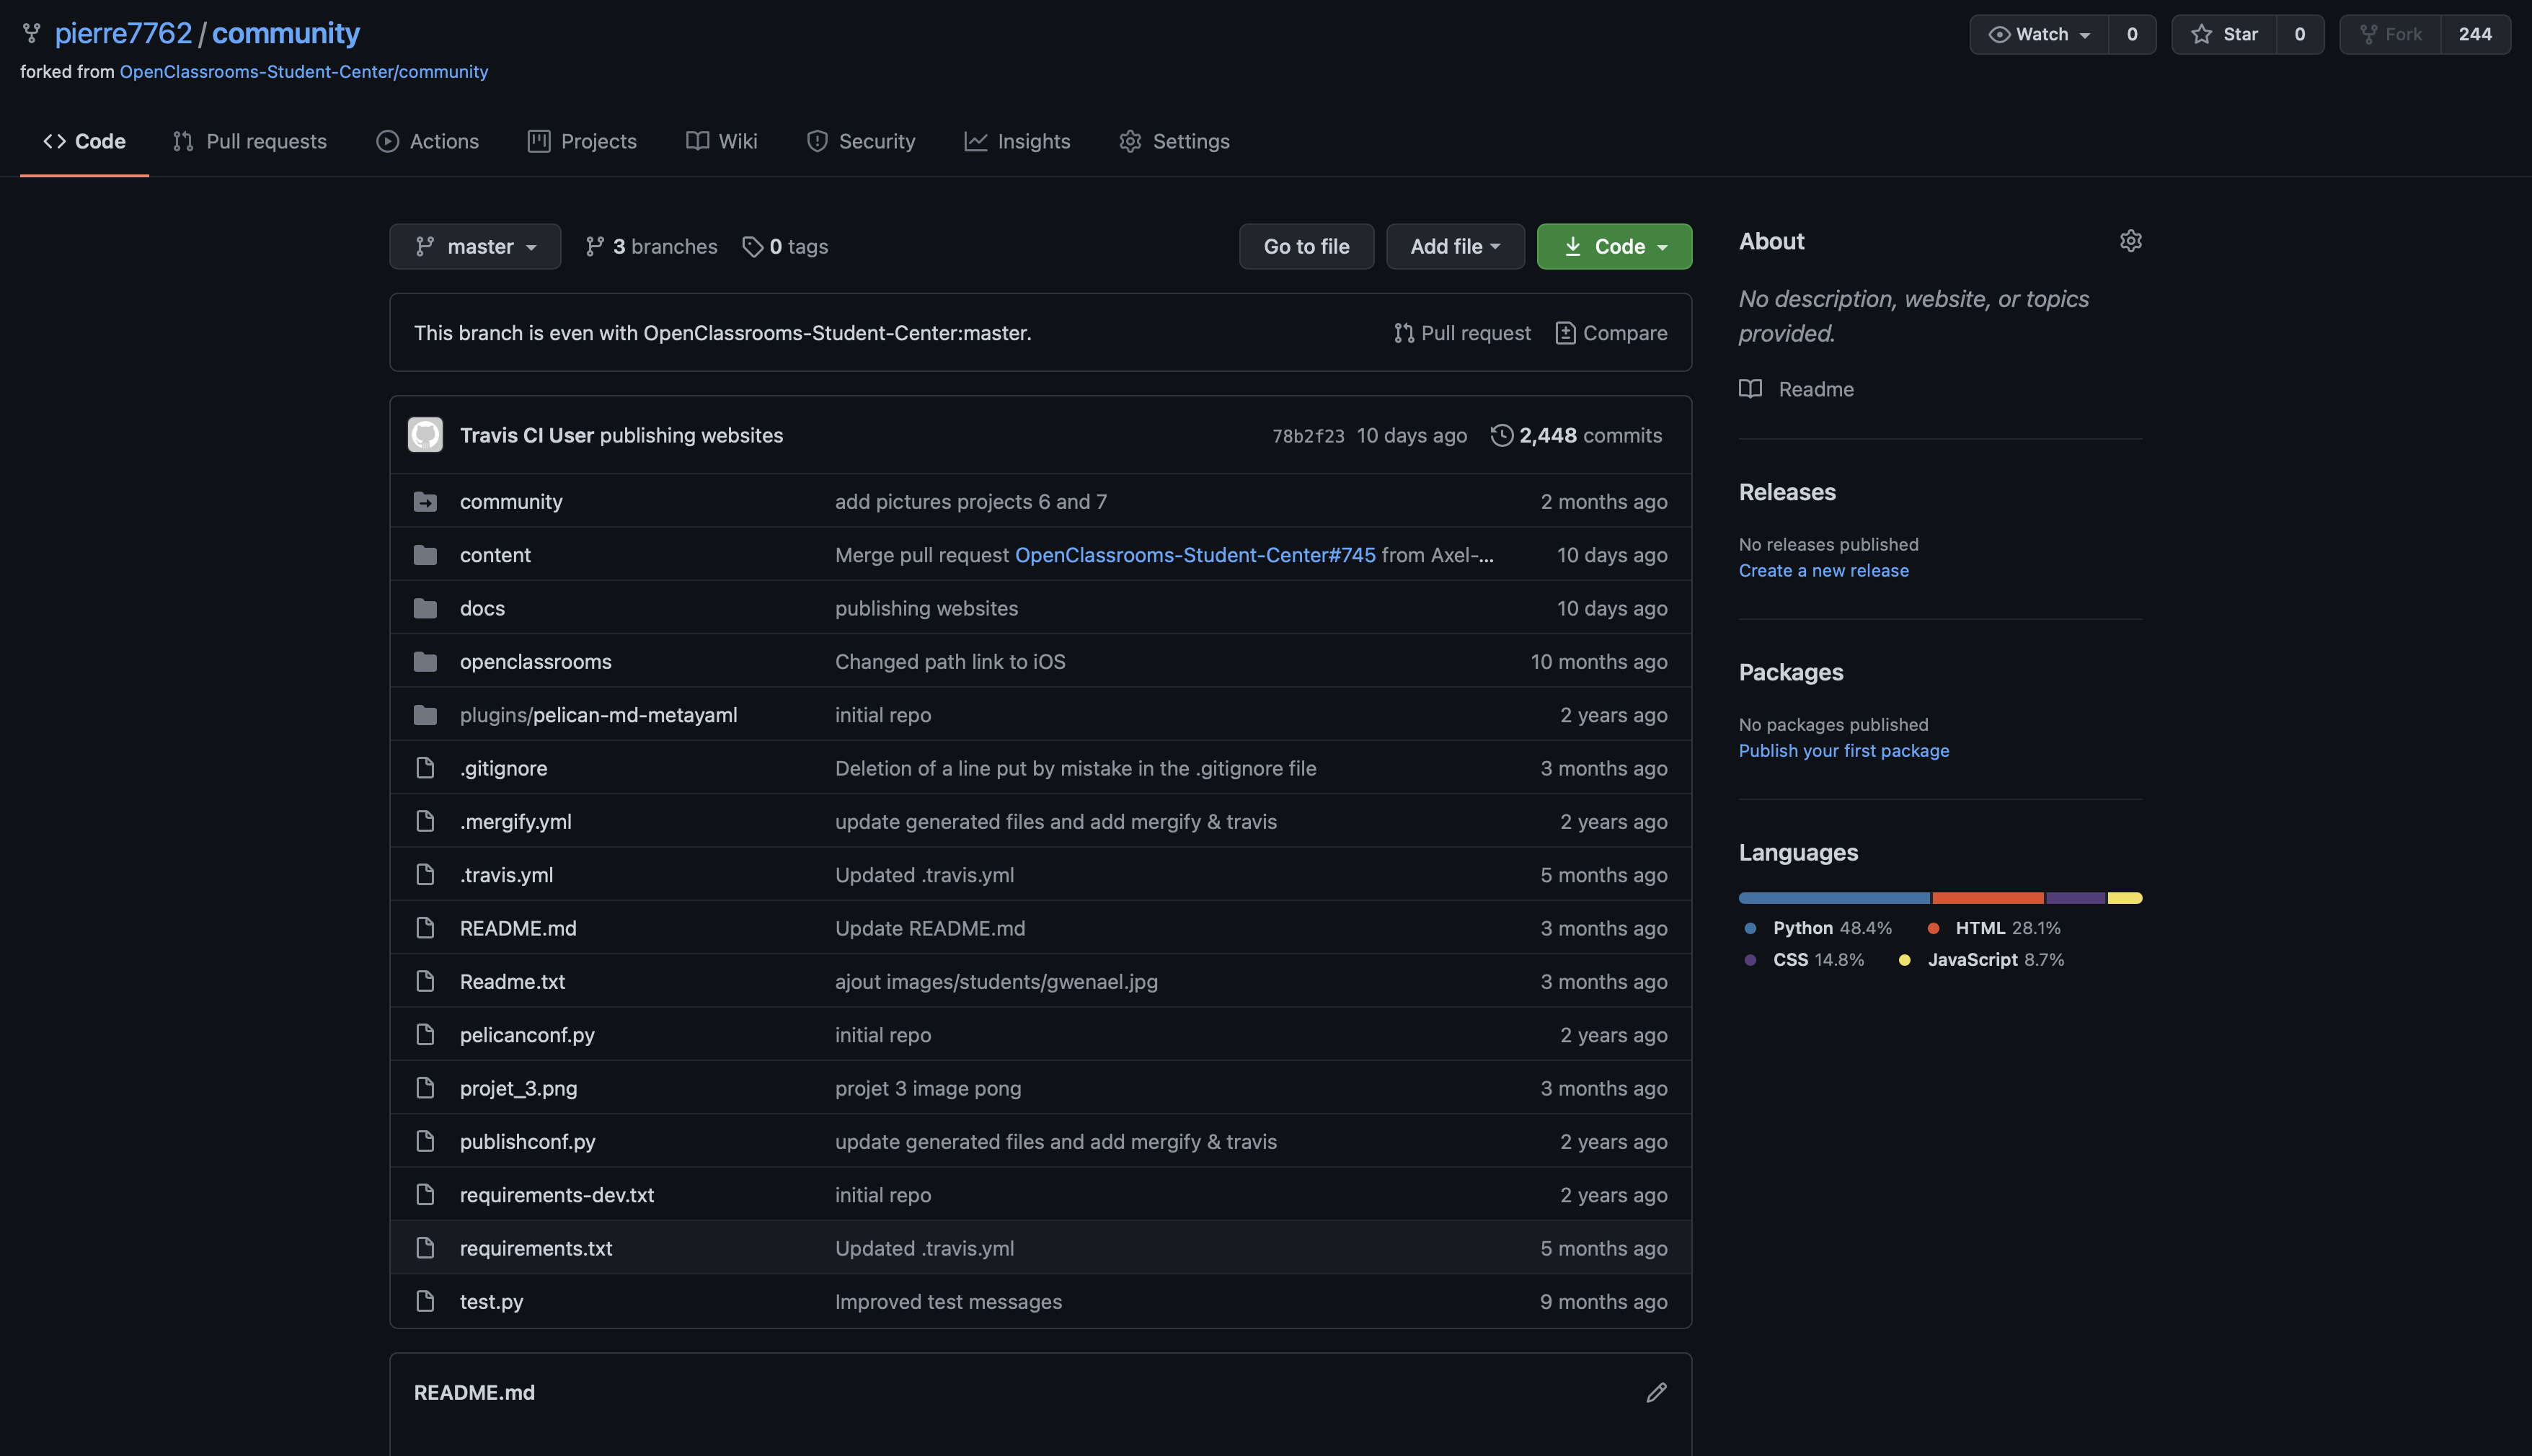 pierre7762 / community
Watch 0 Star 0 Fork 244
forked from OpenClassrooms-Student-Center/community
Code Pull requests Actions Projects Wiki Security Insights Settings
master 3 branches 0 tags Go to file Add file Code
This branch is even with OpenClassrooms-Student-Center:master. Pull request Compare
Travis CI User publishing websites 78b2f23 10 days ago 2,448 commits
community add pictures projects 6 and 7 2 months ago
content Merge pull request OpenClassrooms-Student-Center#745 from Axel-... 10 days ago
docs publishing websites 10 days ago
openclassrooms Changed path link to iOS 10 months ago
plugins/pelican-md-metayaml initial repo 2 years ago
.gitignore Deletion of a line put by mistake in the .gitignore file 3 months ago
.mergify.yml update generated files and add mergify & travis 2 years ago
.travis.yml Updated .travis.yml 5 months ago
README.md Update README.md 3 months ago
Readme.txt ajout images/students/gwenael.jpg 3 months ago
pelicanconf.py initial repo 2 years ago
projet_3.png projet 3 image pong 3 months ago
publishconf.py update generated files and add mergify & travis 2 years ago
requirements-dev.txt initial repo 2 years ago
requirements.txt Updated .travis.yml 5 months ago
test.py Improved test messages 9 months ago
README.md
About
No description, website, or topics
provided.
Readme
Releases
No releases published
Create a new release
Packages
No packages published
Publish your first package
Languages
Python 48.4% HTML 28.1%
CSS 14.8% JavaScript 8.7%